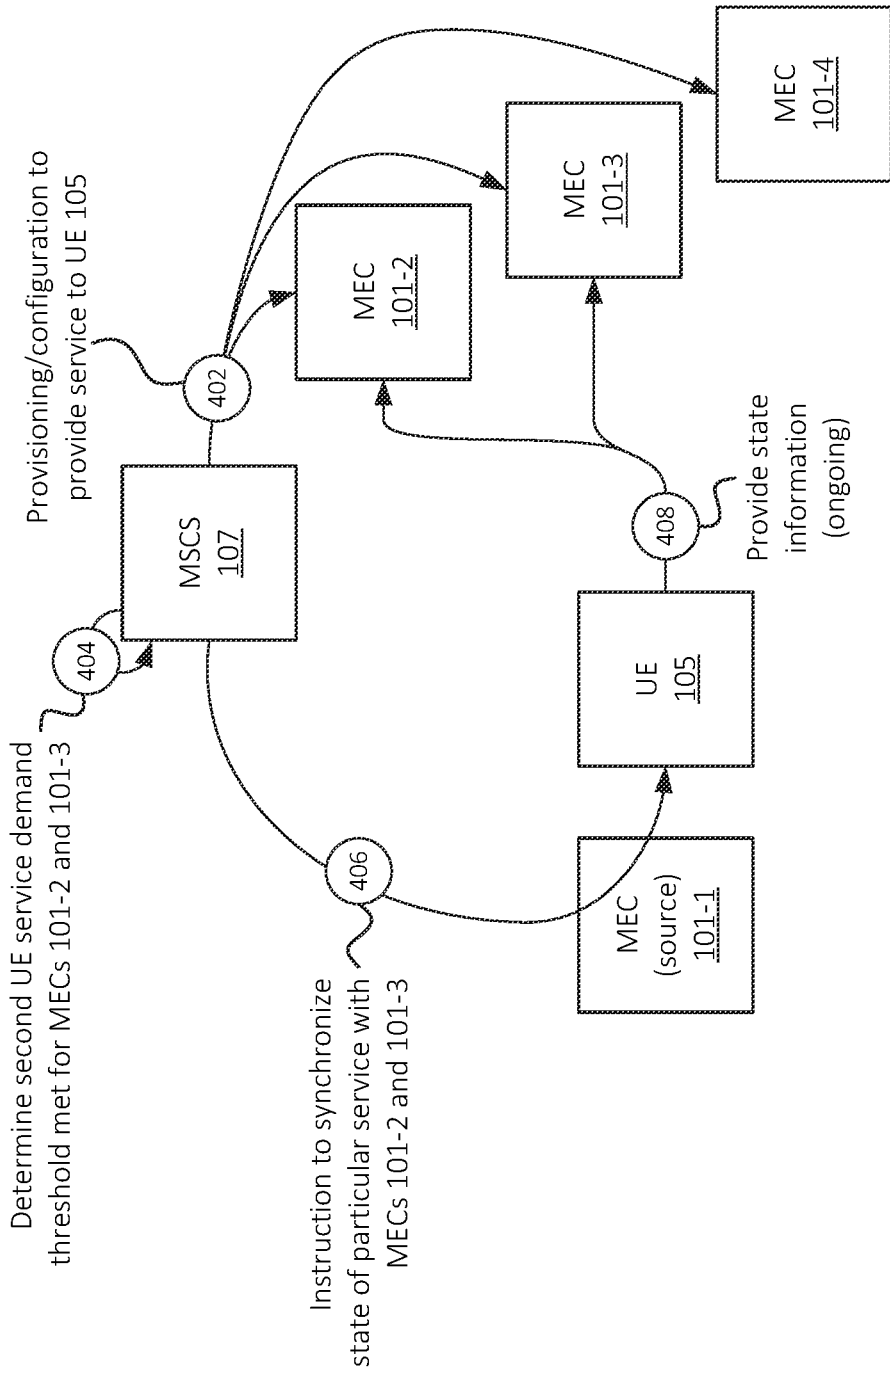 Determine second UE service demand
threshold met for MECs 101-2 and 101-3
404
Provisioning/configuration to
provide service to UE 105
402
MSCS
107
Instruction to synchronize
state of particular service with
MECs 101-2 and 101-3
406
MEC
101-2
MEC
101-3
MEC
101-4
MEC
(source)
101-1
UE
105
408
Provide state
information
(ongoing)